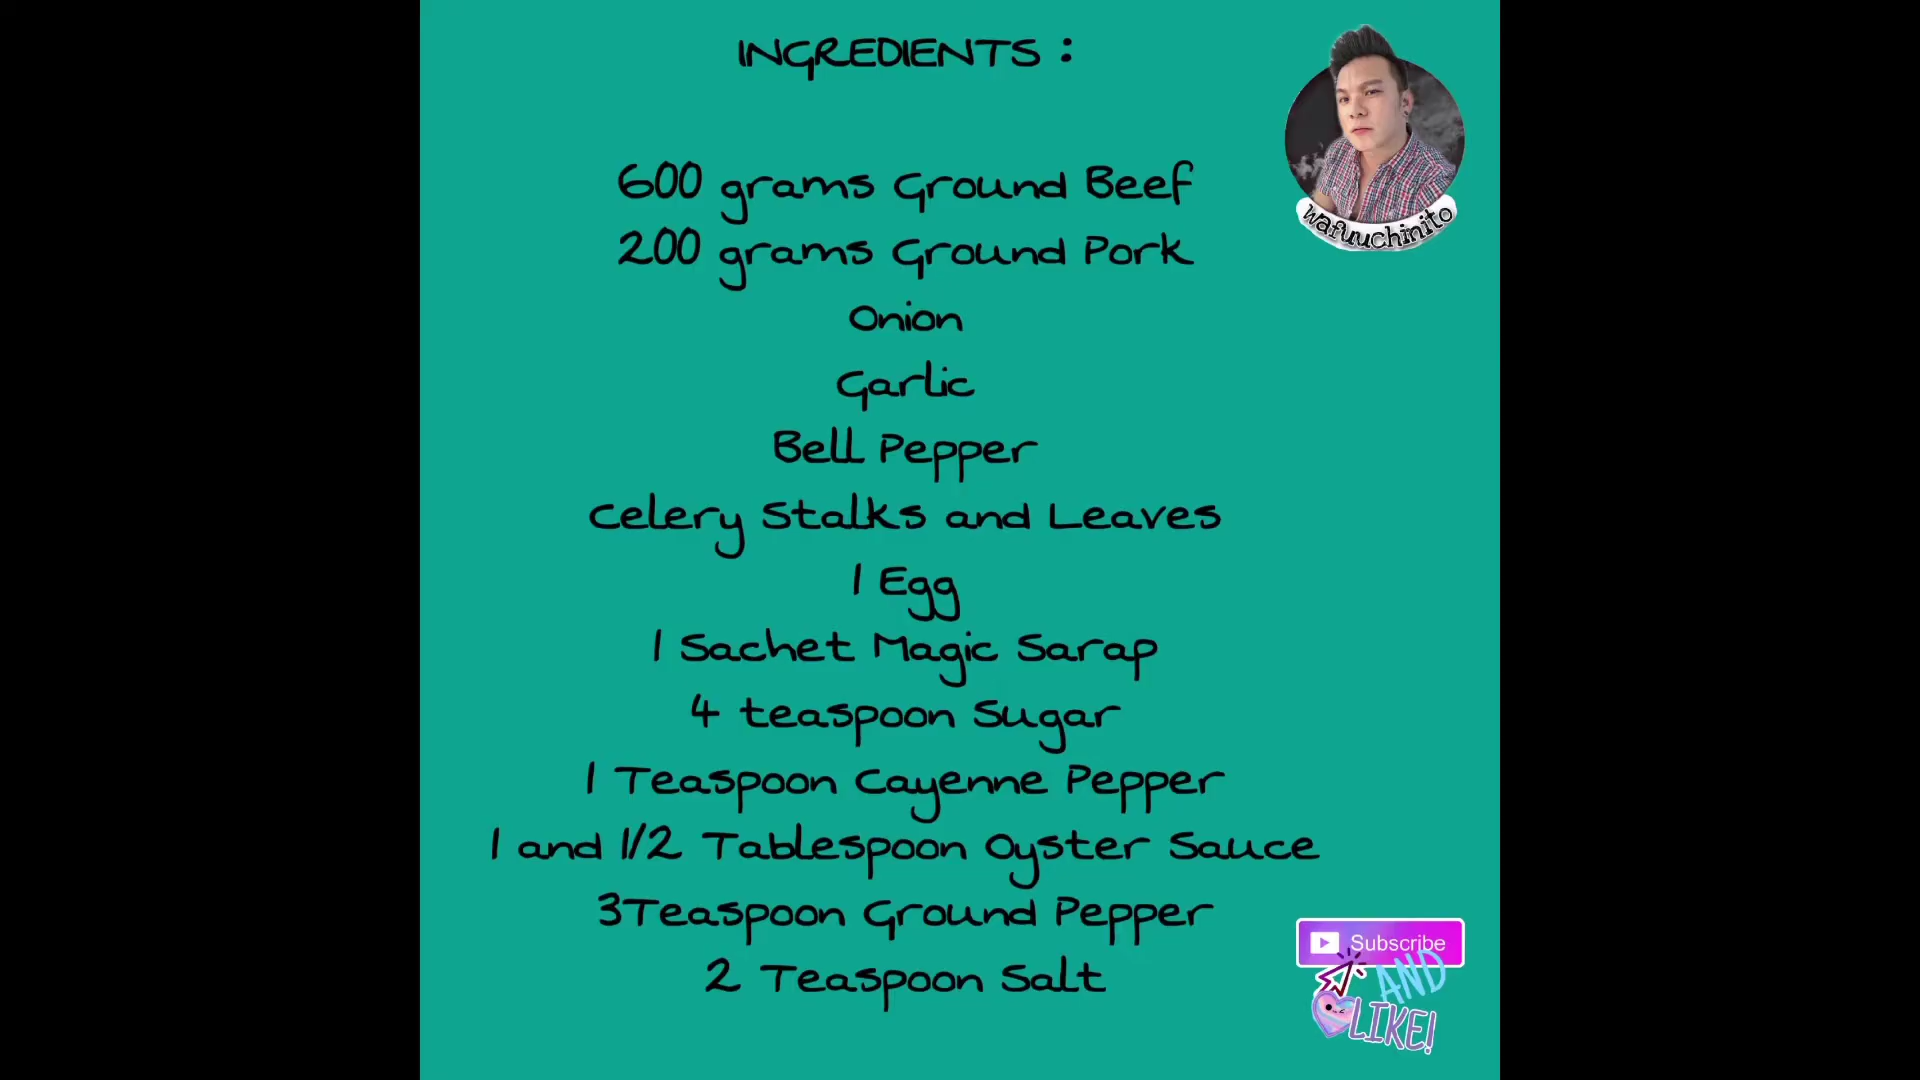 INGREDIENTS :
wafuuchinito
600 grams Ground Beef
200 grams Ground Pork
Onion
Garlic
Bell Pepper
Celery Stalks and Leaves
1 Egg
1 Sachet Magic Sarap
4 teaspoon Sugar
1 Teaspoon Cayenne Pepper
1 and 1/2 Tablespoon Oyster Sauce
3Teaspoon Ground Pepper
2 Teaspoon Salt
Subscribe
AND
LIKE!